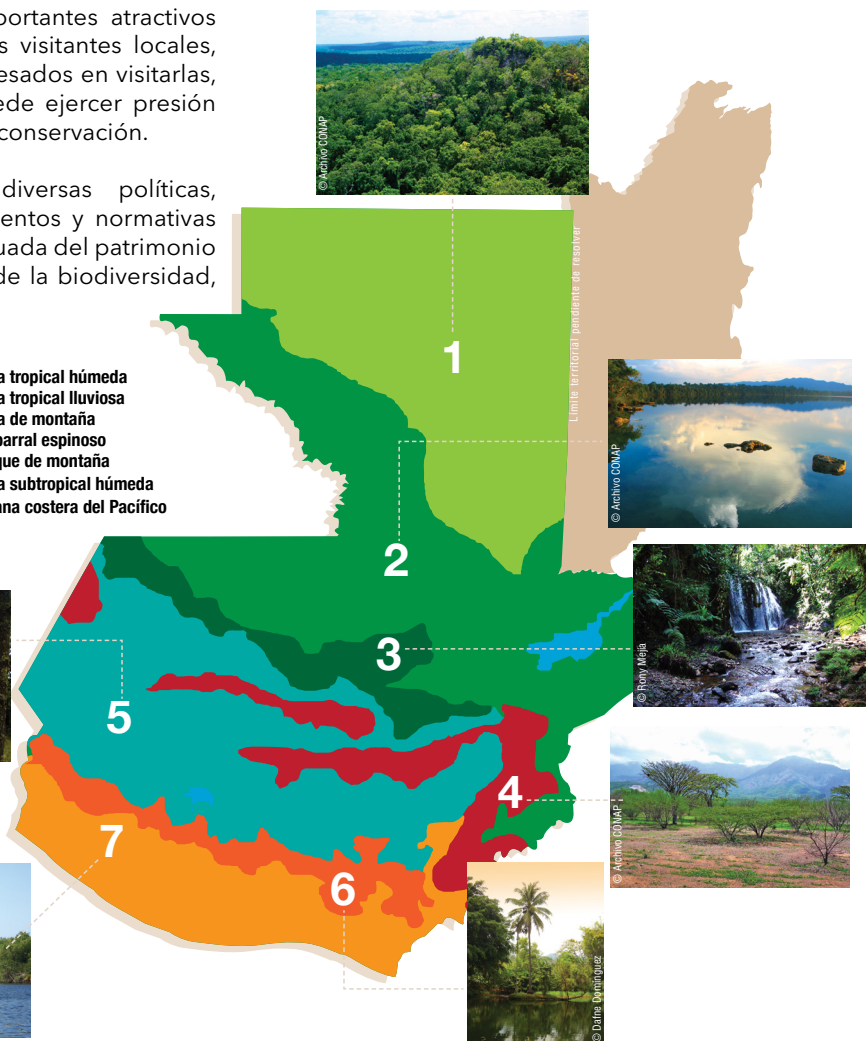 portantes atractivos
s visitantes locales,
esados en visitarlas,
ede ejercer presión
conservación.
diversas políticas,
entos y normativas
uada del patrimonio
de la biodiversidad,
a tropical húmeda
a tropical lluviosa
a de montaña
parral espinoso
que de montaña
a subtropical húmeda
ana costera del Pacífico
© Archivo CONAP
Límite territorial pendiente de resolver
1
© Archivo CONAP
2
© Rony Mejía
3
5
4
© Archivo CONAP
7
6
© Dafne Domínguez